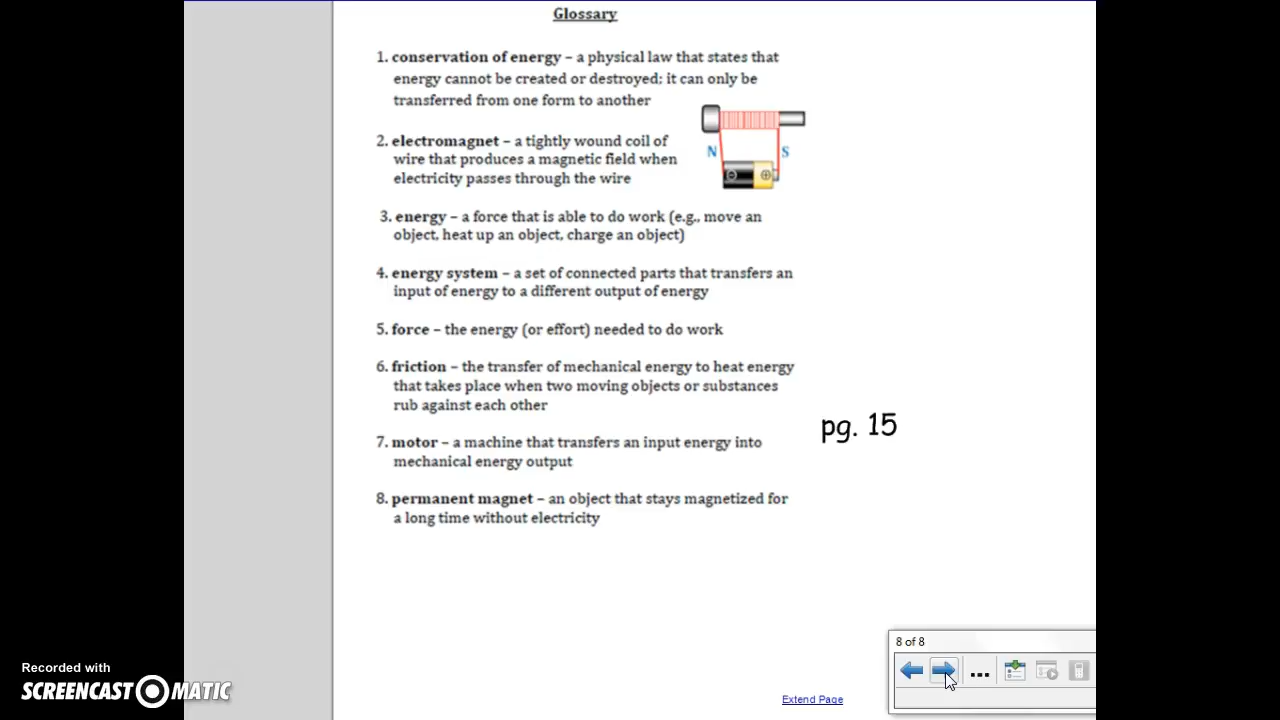 Glossary
1. conservation of energy – a physical law that states that
energy cannot be created or destroyed; it can only be
transferred from one form to another
2. electromagnet – a tightly wound coil of
wire that produces a magnetic field when
electricity passes through the wire
N S
3. energy – a force that is able to do work (e.g., move an
object, heat up an object, charge an object)
4. energy system – a set of connected parts that transfers an
input of energy to a different output of energy
5. force – the energy (or effort) needed to do work
6. friction – the transfer of mechanical energy to heat energy
that takes place when two moving objects or substances
rub against each other
pg. 15
7. motor – a machine that transfers an input energy into
mechanical energy output
8. permanent magnet – an object that stays magnetized for
a long time without electricity
8 of 8
Recorded with
SCREENCAST MATIC
Extend Page